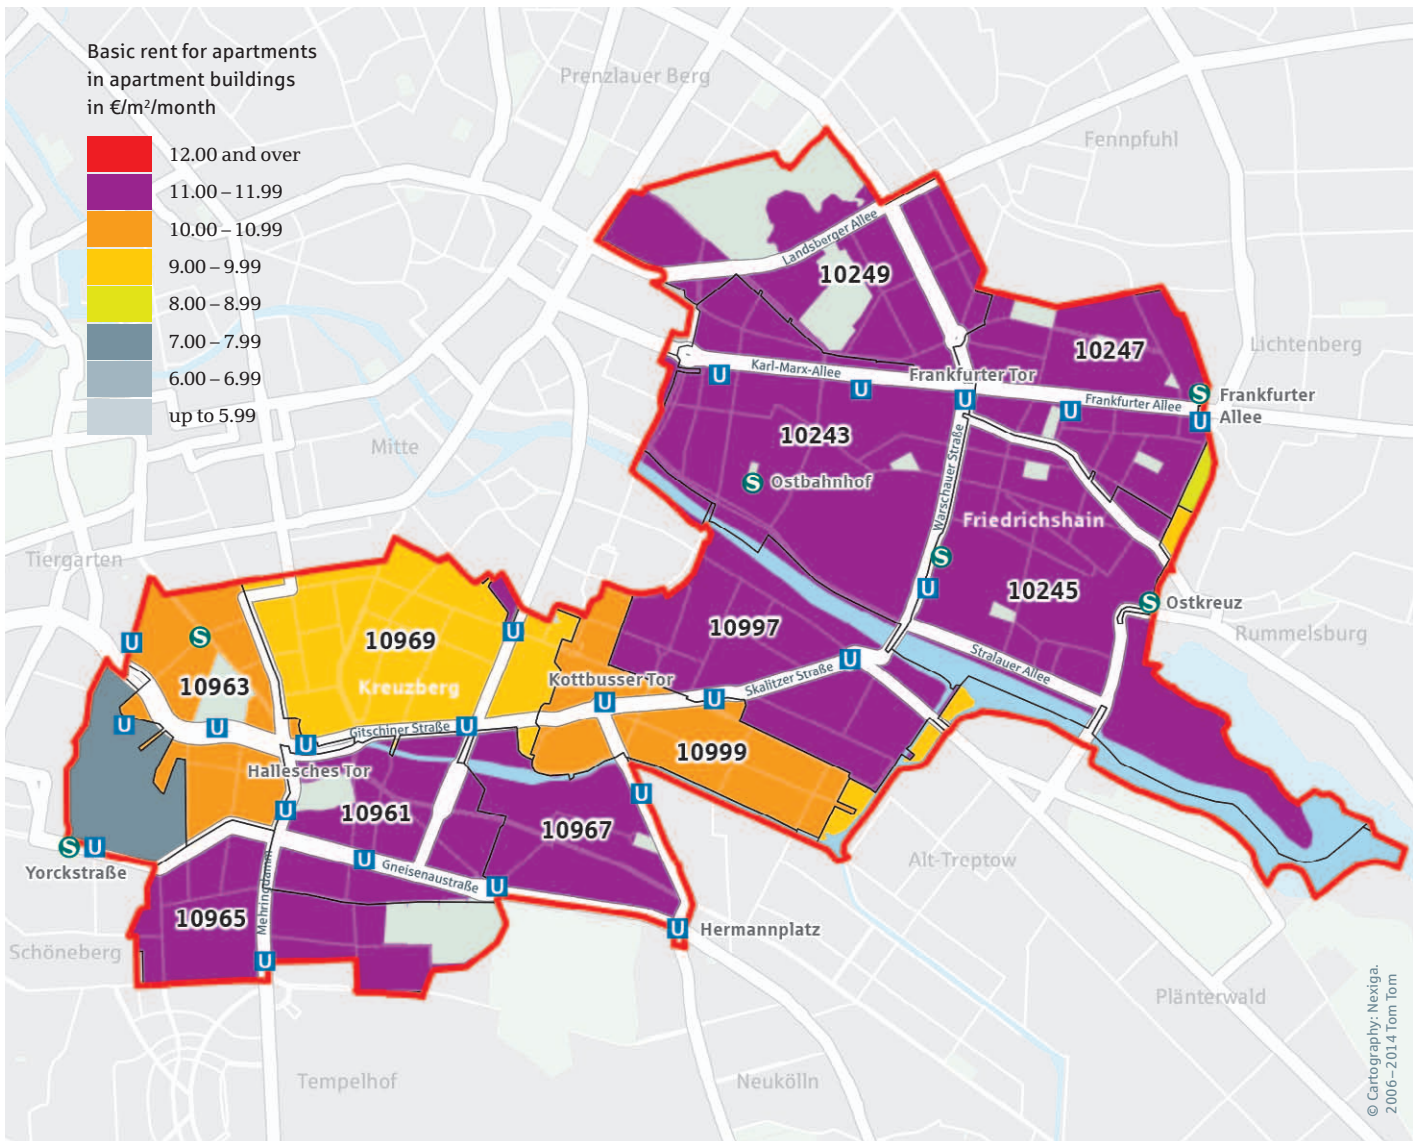 Basic rent for apartments
in apartment buildings
in €/m²/month
12.00 and over
11.00 – 11.99
10.00 – 10.99
9.00 – 9.99
8.00 – 8.99
7.00 – 7.99
6.00 – 6.99
up to 5.99
Prenzlauer Berg
Fennpfuhl
Landsberger Allee
10249
10247
Lichtenberg
Karl-Marx-Allee
Frankfurter Tor
U
U
U
U
Frankfurter Allee
S
U
Frankfurter
Allee
10243
Mitte
S Ostbahnhof
Warschauer Straße
Friedrichshain
Tiergarten
S
U
10245
S Ostkreuz
Rummelsburg
U
S
10969
U
10997
Kreuzberg
10963
Kottbusser Tor
U
U
Skalitzer Straße
U
Stralauer Allee
U
U
Gitschiner Straße
U
U
Hallesches Tor
10999
U
U
10961
10967
S U
Yorckstraße
U
Gneisenaustraße
U
Alt-Treptow
Mehringdamm
10965
U
U Hermannplatz
Schöneberg
Plänterwald
Tempelhof
Neukölln
© Cartography: Nexiga.
2006–2014 Tom Tom